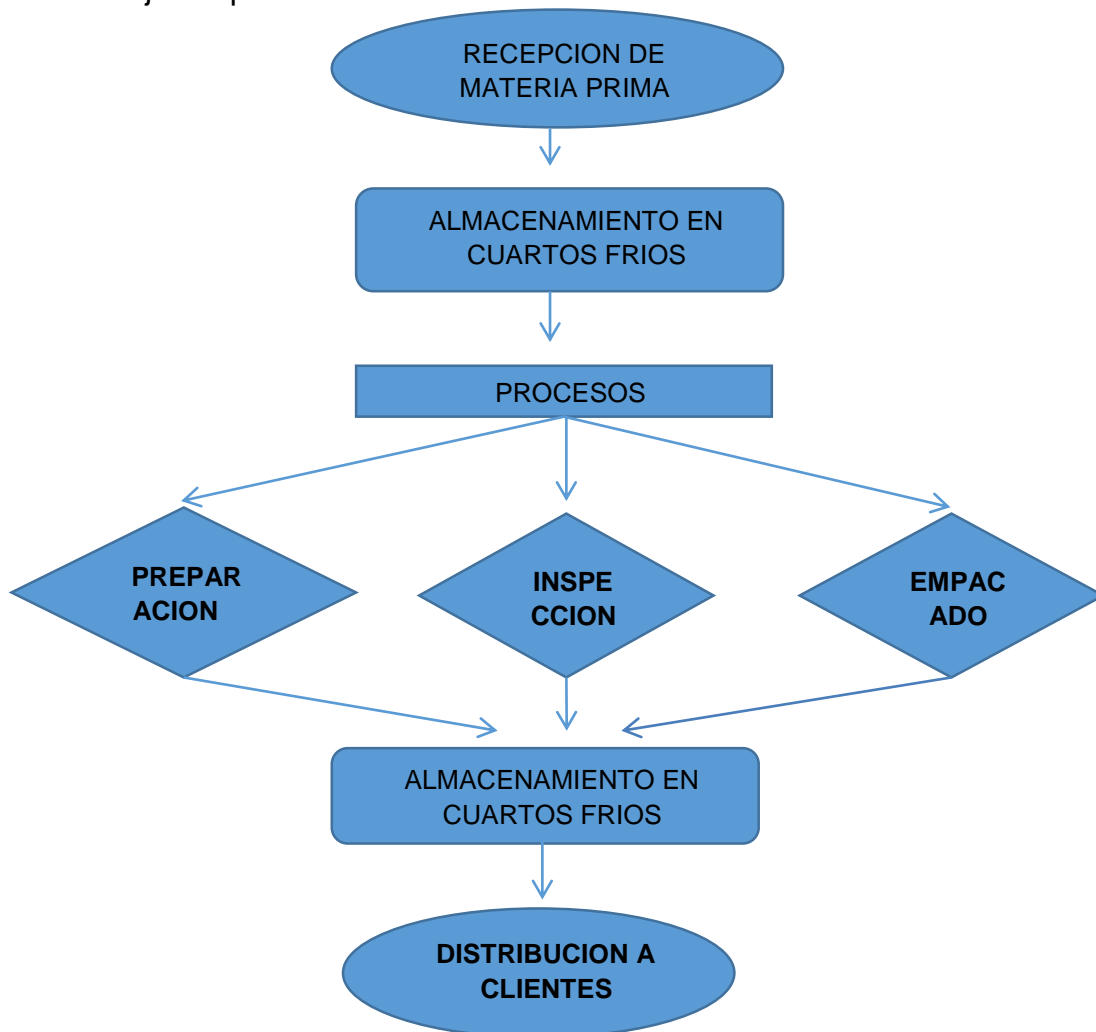 RECEPCION DE
MATERIA PRIMA
ALMACENAMIENTO EN
CUARTOS FRIOS
PROCESOS
PREPAR
ACION
INSPE
CCION
EMPAC
ADO
ALMACENAMIENTO EN
CUARTOS FRIOS
DISTRIBUCION A
CLIENTES